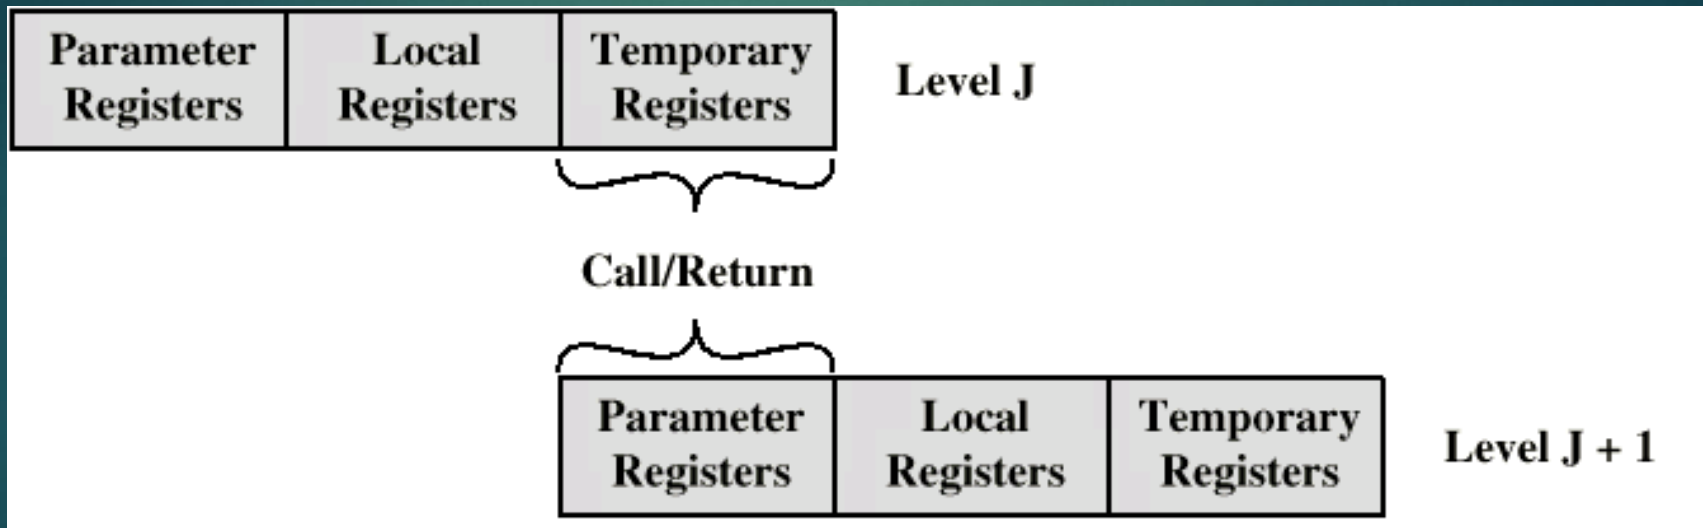 Parameter
Registers
Local
Registers
Temporary
Registers
Level J
Call/Return
Parameter
Registers
Local
Registers
Temporary
Registers
Level J + 1